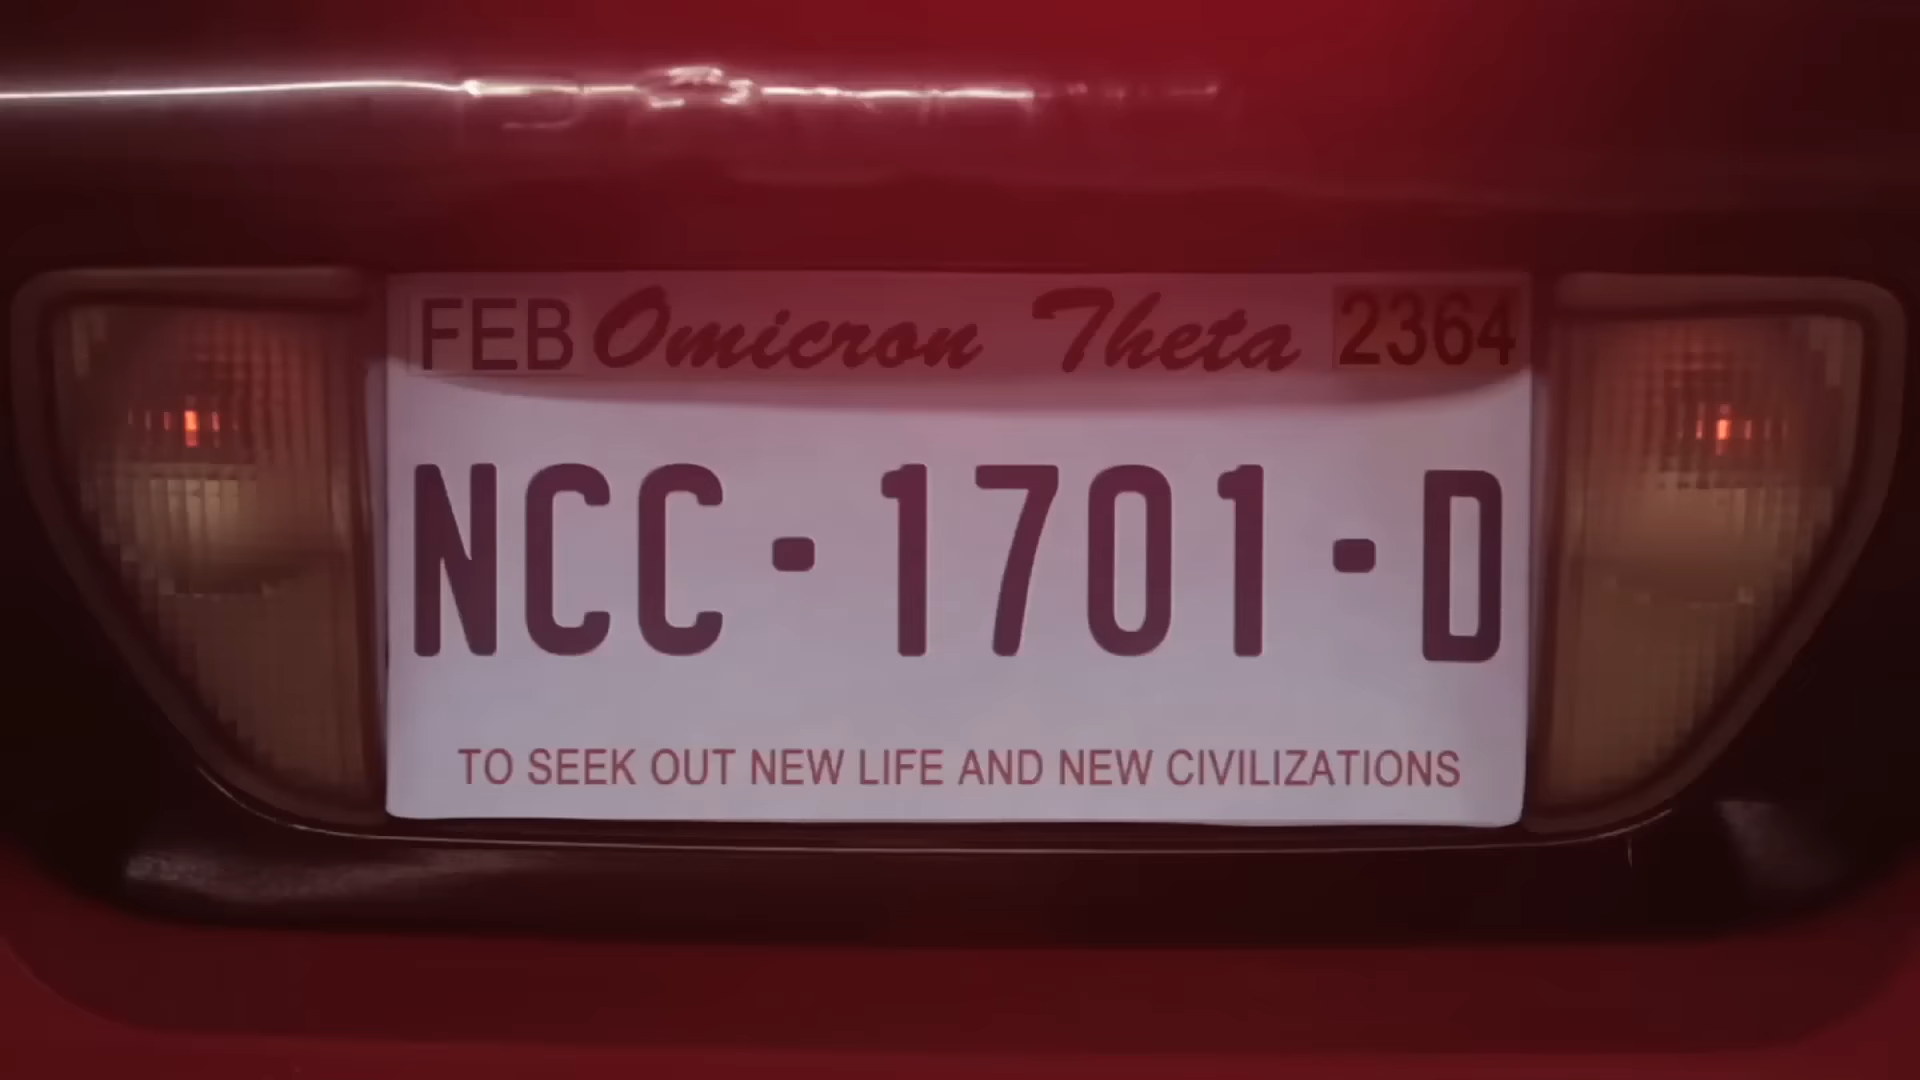 FEB Omicron Theta 2364
NCC·1701·D
TO SEEK OUT NEW LIFE AND NEW CIVILIZATIONS